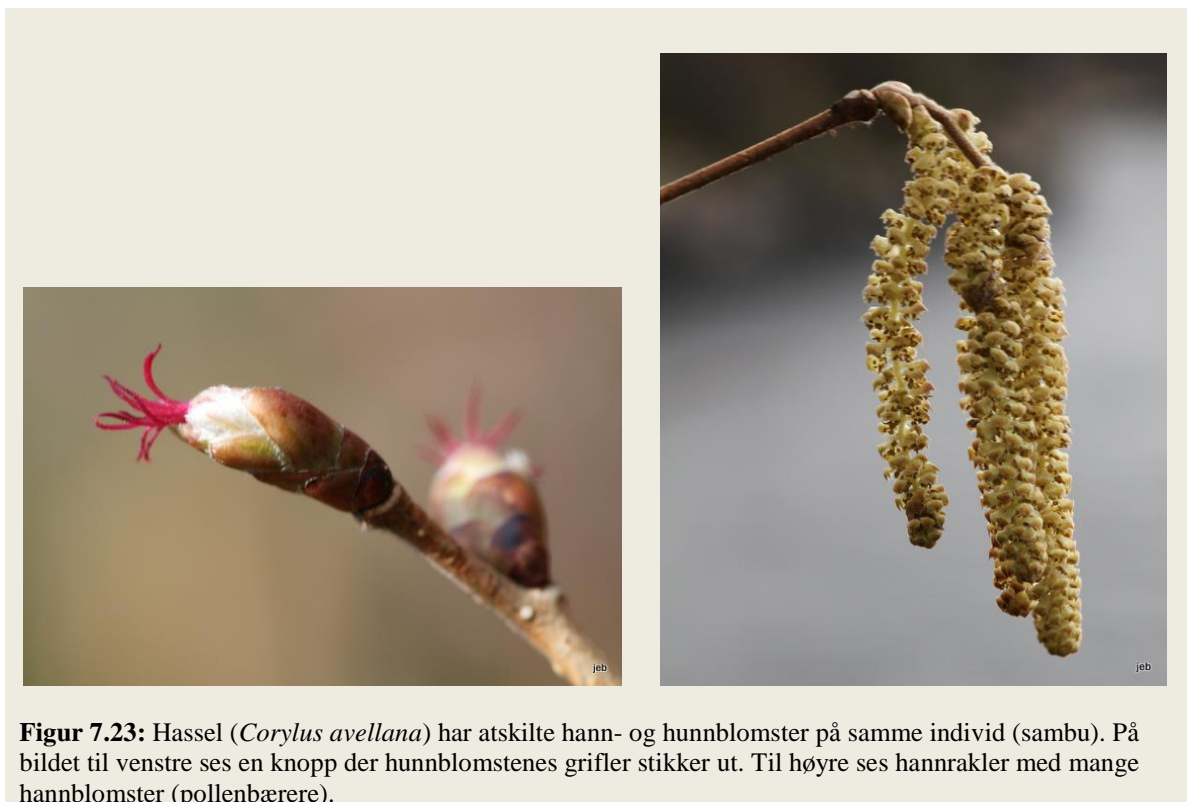 jeb
jeb
Figur 7.23: Hassel (Corylus avellana) har atskilte hann- og hunnblomster på samme individ (sambu). På
bildet til venstre ses en knopp der hunnblomstenes grifler stikker ut. Til høyre ses hannrakler med mange
hannblomster (pollenbærere).